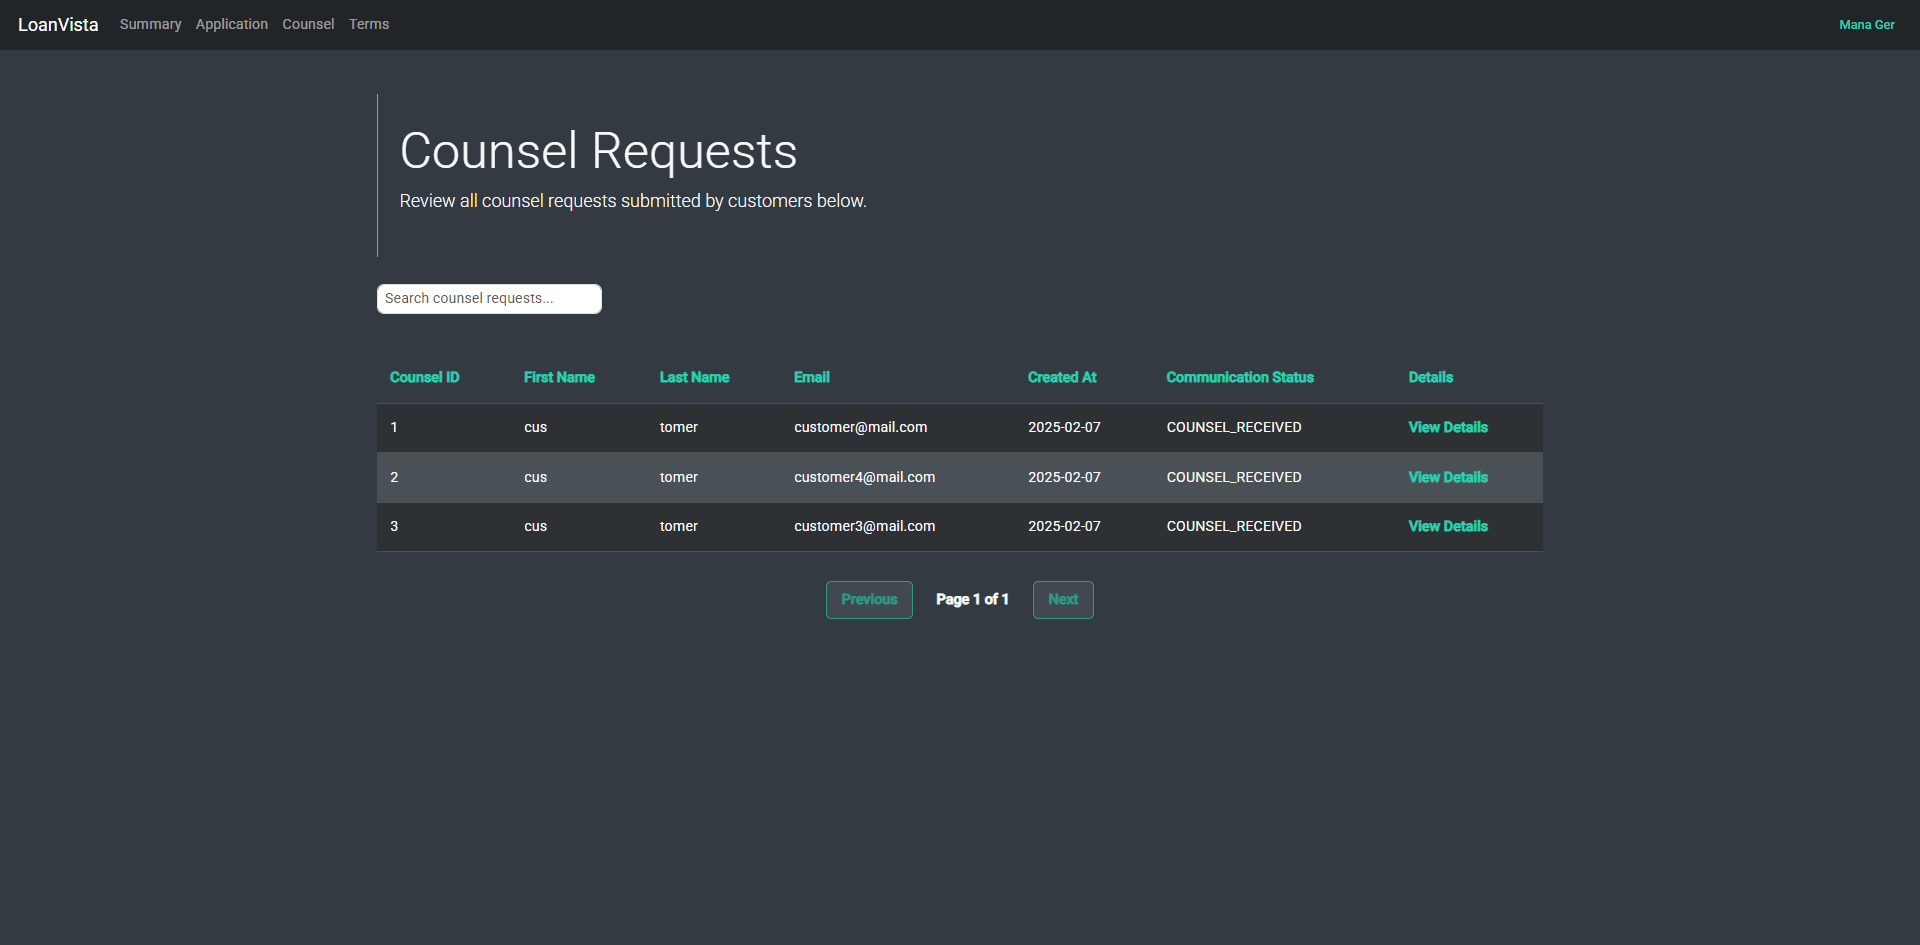 LoanVista Summary Application Counsel Terms Mana Ger
Counsel Requests
Review all counsel requests submitted by customers below.
Search counsel requests...
Counsel ID First Name Last Name Email Created At Communication Status Details
1 cus tomer customer@mail.com 2025-02-07 COUNSEL_RECEIVED View Details
2 cus tomer customer4@mail.com 2025-02-07 COUNSEL_RECEIVED View Details
3 cus tomer customer3@mail.com 2025-02-07 COUNSEL_RECEIVED View Details
Previous Page 1 of 1 Next